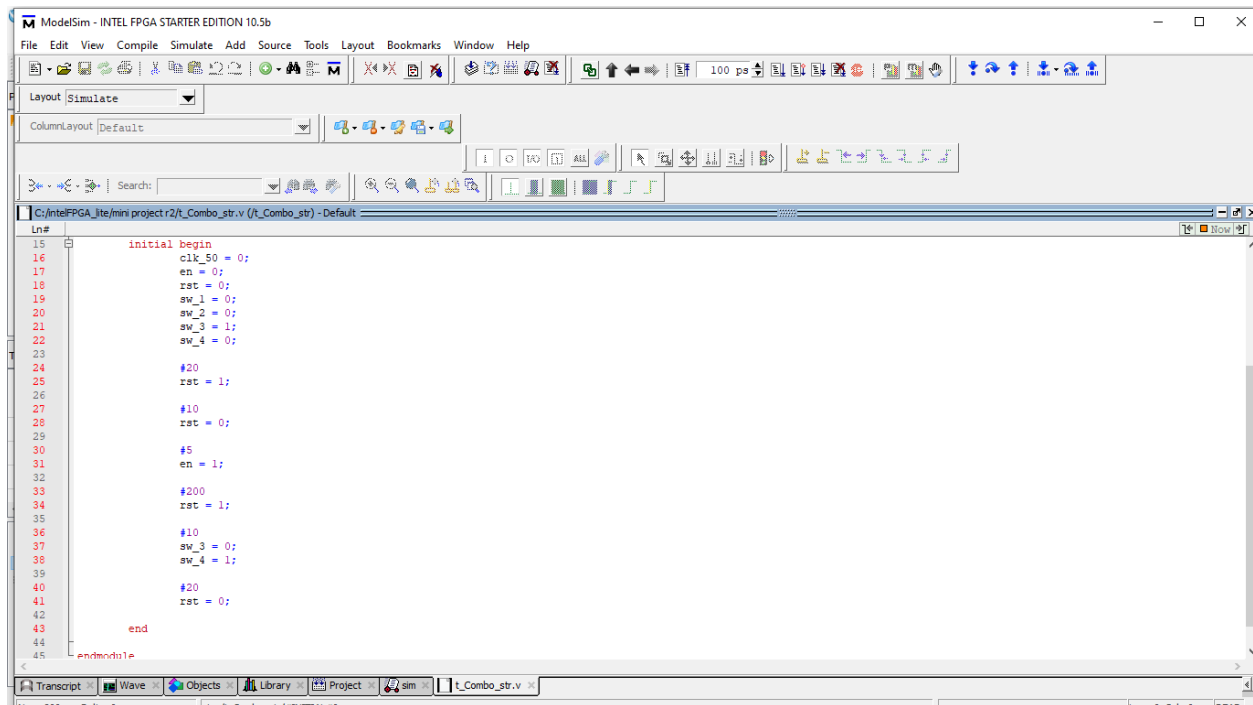 ModelSim - INTEL FPGA STARTER EDITION 10.5b
File Edit View Compile Simulate Add Source Tools Layout Bookmarks Window Help
100 ps
Layout Simulate
ColumnLayout Default
Search:
C:/intelFPGA_lite/mini project r2/t_Combo_str.v (/t_Combo_str) - Default
Ln# Now
15 initial begin
16 clk_50 = 0;
17 en = 0;
18 rst = 0;
19 sw_1 = 0;
20 sw_2 = 0;
21 sw_3 = 1;
22 sw_4 = 0;
23
24 #20
25 rst = 1;
26
27 #10
28 rst = 0;
29
30 #5
31 en = 1;
32
33 #200
34 rst = 1;
35
36 #10
37 sw_3 = 0;
38 sw_4 = 1;
39
40 #20
41 rst = 0;
42
43 end
44
45 endmodule
Transcript Wave Objects Library Project sim t_Combo_str.v